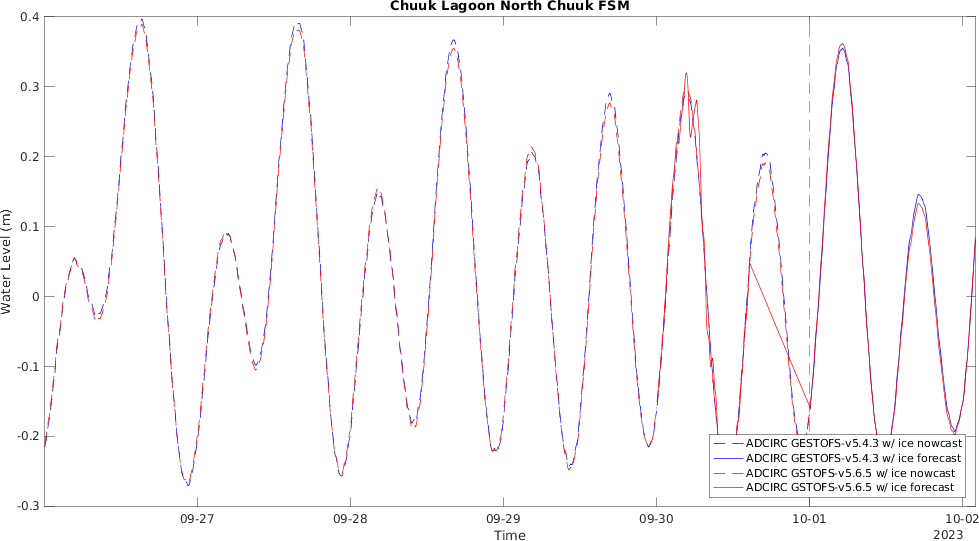 Chuuk Lagoon North Chuuk FSM
0.4
0.3
0.2
0.1
0
-0.1
-0.2
-0.3
Water Level (m)
09-27
09-28
09-29
09-30
10-01
10-02
Time
2023
ADCIRC GESTOFS-v5.4.3 w/ ice nowcast
ADCIRC GESTOFS-v5.4.3 w/ ice forecast
ADCIRC GSTOFS-v5.6.5 w/ ice nowcast
ADCIRC GSTOFS-v5.6.5 w/ ice forecast